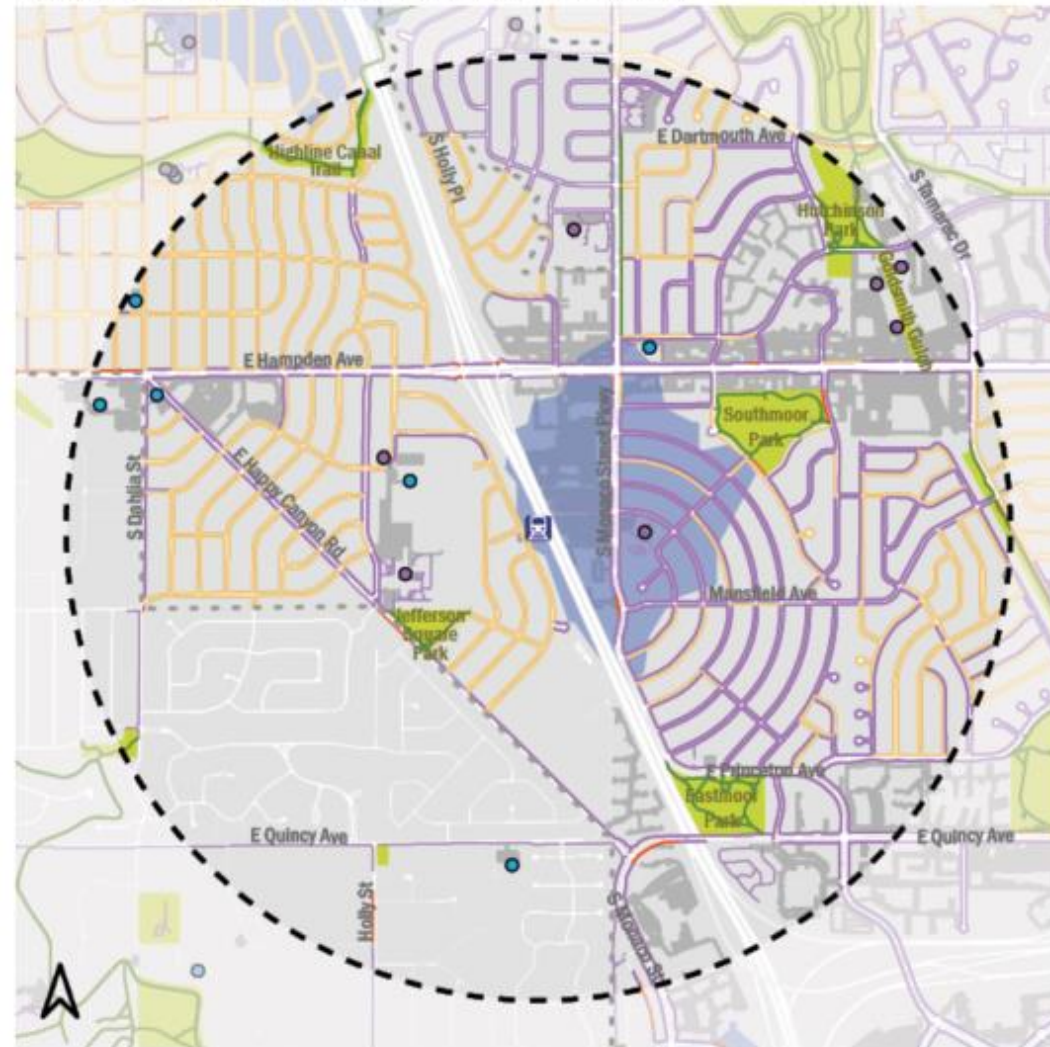 E Dartmouth Ave
Highline Canal
Trail
S Holly Pl
S Tamarac Dr
Hutchinson
Park
Goldsmith Gulch
E Hampden Ave
Southmoor
Park
S Monaco Street Pkwy
S Dahlia St
E Happy Canyon Rd
Mansfield Ave
Jefferson
Square
Park
E Princeton Ave
Eastmoor
Park
E Quincy Ave
E Quincy Ave
Holly St
S Monaco St